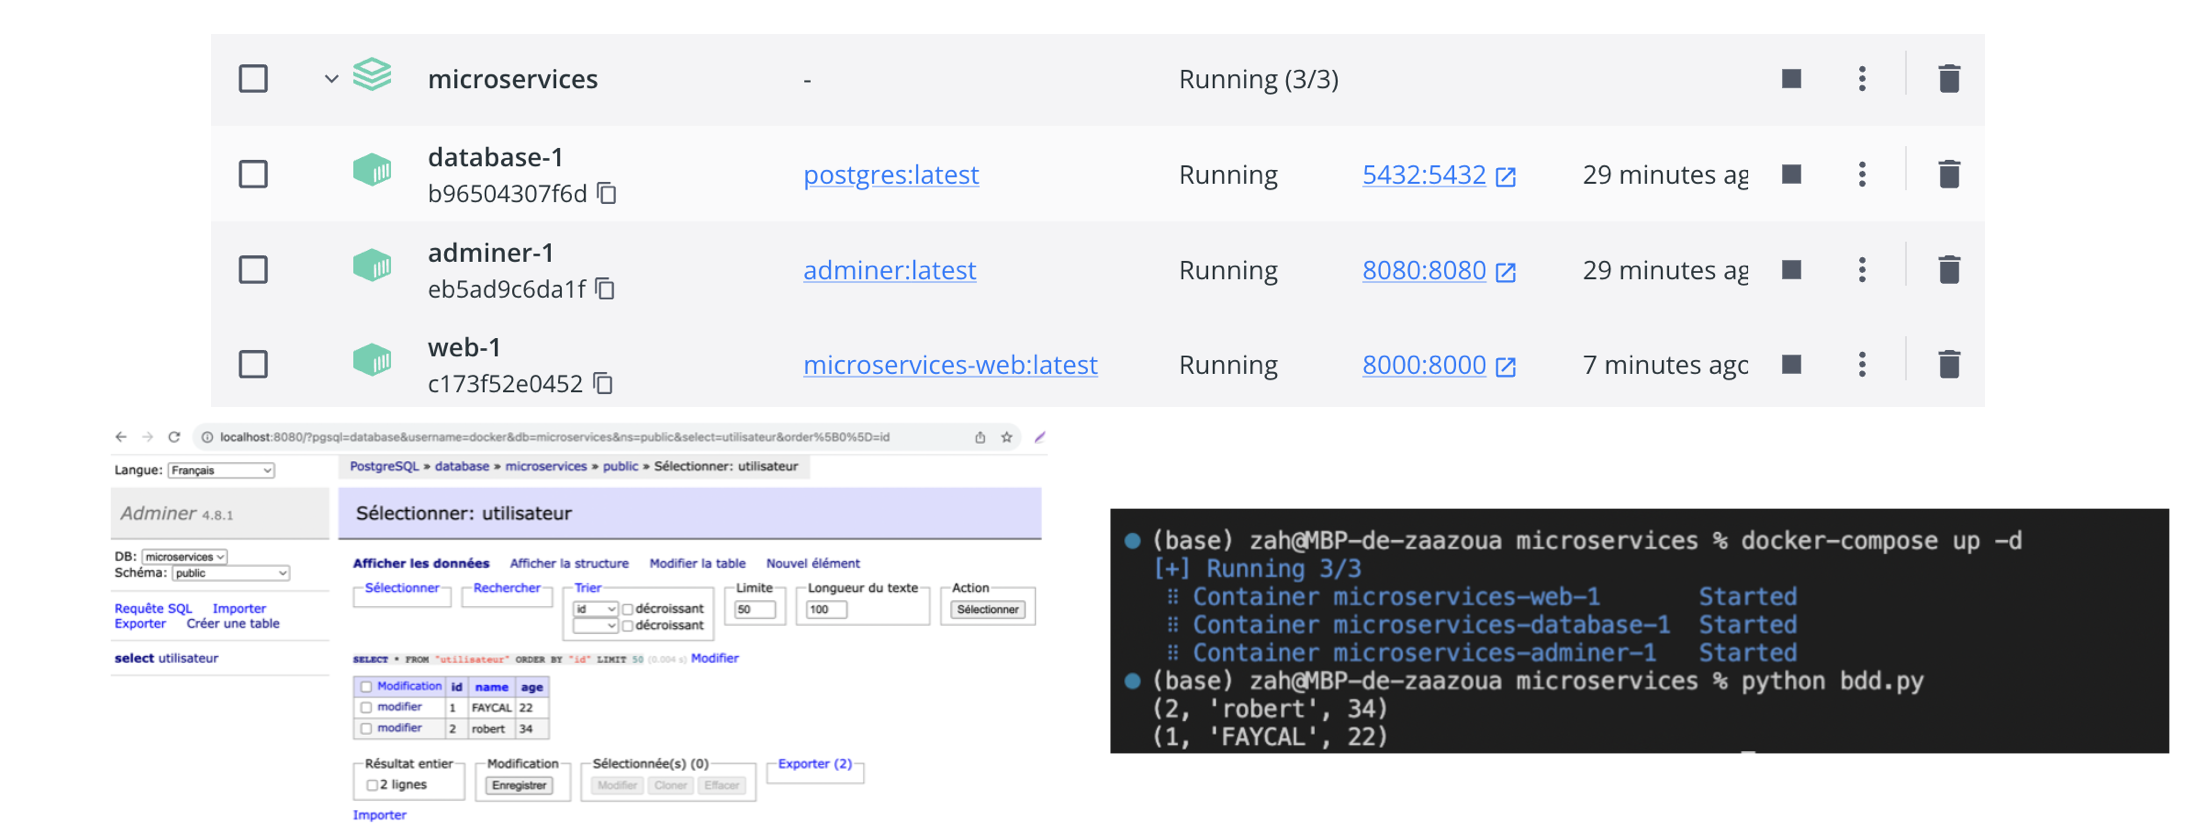 microservices - Running (3/3)
database-1
b96504307f6d postgres:latest Running 5432:5432 29 minutes ag
adminer-1
eb5ad9c6da1f adminer:latest Running 8080:8080 29 minutes ag
web-1
c173f52e0452 microservices-web:latest Running 8000:8000 7 minutes agc
localhost:8080/?pgsql=database&username=docker&db=microservices&ns=public&select=utilisateur&order%5B0%5D=id
Langue: Français
PostgreSQL » database » microservices » public » Sélectionner: utilisateur
Adminer 4.8.1
Sélectionner: utilisateur
DB: microservices
Schéma: public
Requête SQL Importer
Exporter Créer une table
select utilisateur
Afficher les données Afficher la structure Modifier la table Nouvel élément
Sélectionner Rechercher Trier Limite Longueur du texte Action
id décroissant 50 100 Sélectionner
décroissant
SELECT * FROM "utilisateur" ORDER BY "id" LIMIT 50 (0.004 s) Modifier
Modification id name age
modifier 1 FAYCAL 22
modifier 2 robert 34
Résultat entier Modification Sélectionnée(s) (0) Exporter (2)
2 lignes Enregistrer Modifier Cloner Effacer
Importer
(base) zah@MBP-de-zaazoua microservices % docker-compose up -d
[+] Running 3/3
⠿ Container microservices-web-1 Started
⠿ Container microservices-database-1 Started
⠿ Container microservices-adminer-1 Started
(base) zah@MBP-de-zaazoua microservices % python bdd.py
(2, 'robert', 34)
(1, 'FAYCAL', 22)